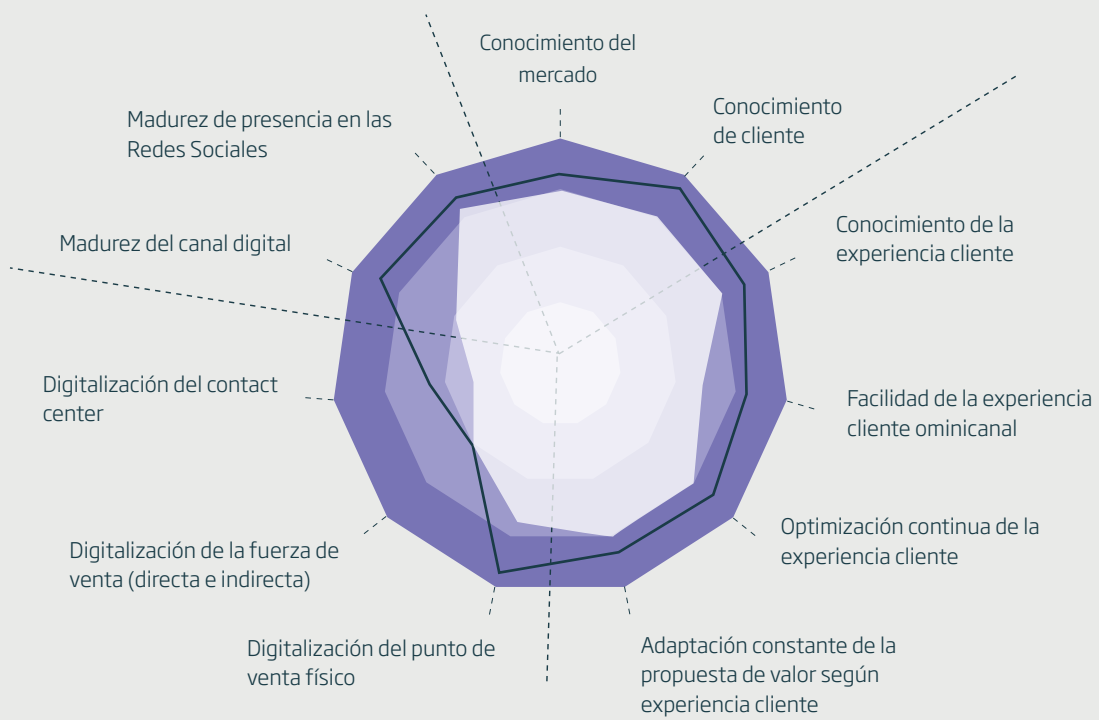 Conocimiento del
mercado
Conocimiento
de cliente
Madurez de presencia en las
Redes Sociales
Conocimiento de la
experiencia cliente
Madurez del canal digital
Digitalización del contact
center
Facilidad de la experiencia
cliente ominicanal
Optimización continua de la
experiencia cliente
Digitalización de la fuerza de
venta (directa e indirecta)
Digitalización del punto de
venta físico
Adaptación constante de la
propuesta de valor según
experiencia cliente